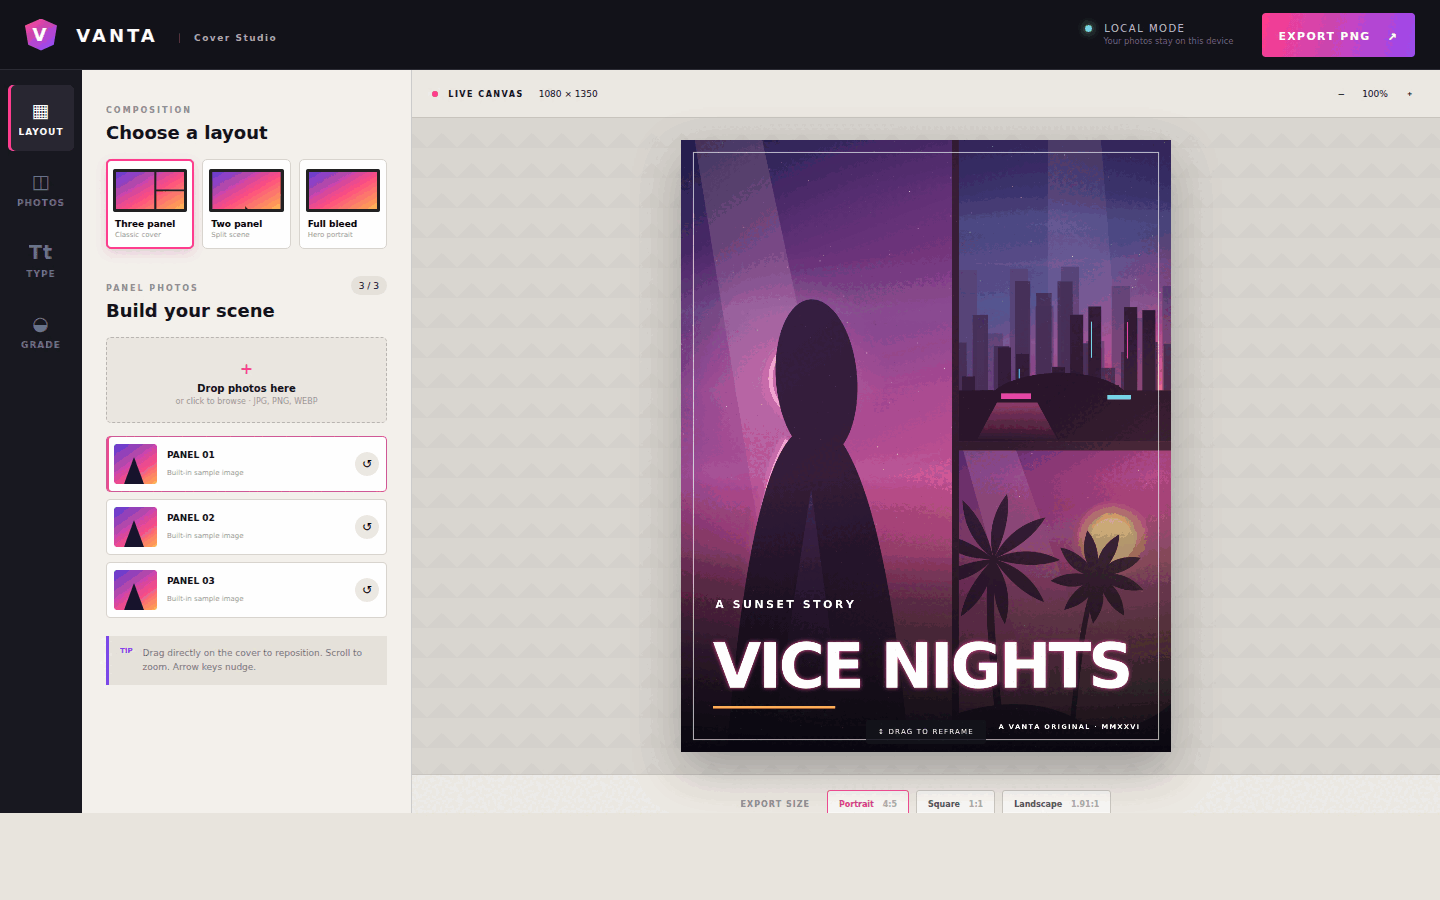 V VANTA Cover Studio
LOCAL MODE
Your photos stay on this device
EXPORT PNG ↗
LAYOUT
PHOTOS
Tt
TYPE
GRADE
COMPOSITION
Choose a layout
Three panel
Classic cover
Two panel
Split scene
Full bleed
Hero portrait
PANEL PHOTOS
3 / 3
Build your scene
+
Drop photos here
or click to browse · JPG, PNG, WEBP
PANEL 01
Built-in sample image
↺
PANEL 02
Built-in sample image
↺
PANEL 03
Built-in sample image
↺
TIP Drag directly on the cover to reposition. Scroll to
zoom. Arrow keys nudge.
LIVE CANVAS 1080 × 1350
− 100% +
A SUNSET STORY
VICE NIGHTS
A VANTA ORIGINAL · MMXXVI
↕ DRAG TO REFRAME
EXPORT SIZE
Portrait 4:5
Square 1:1
Landscape 1.91:1